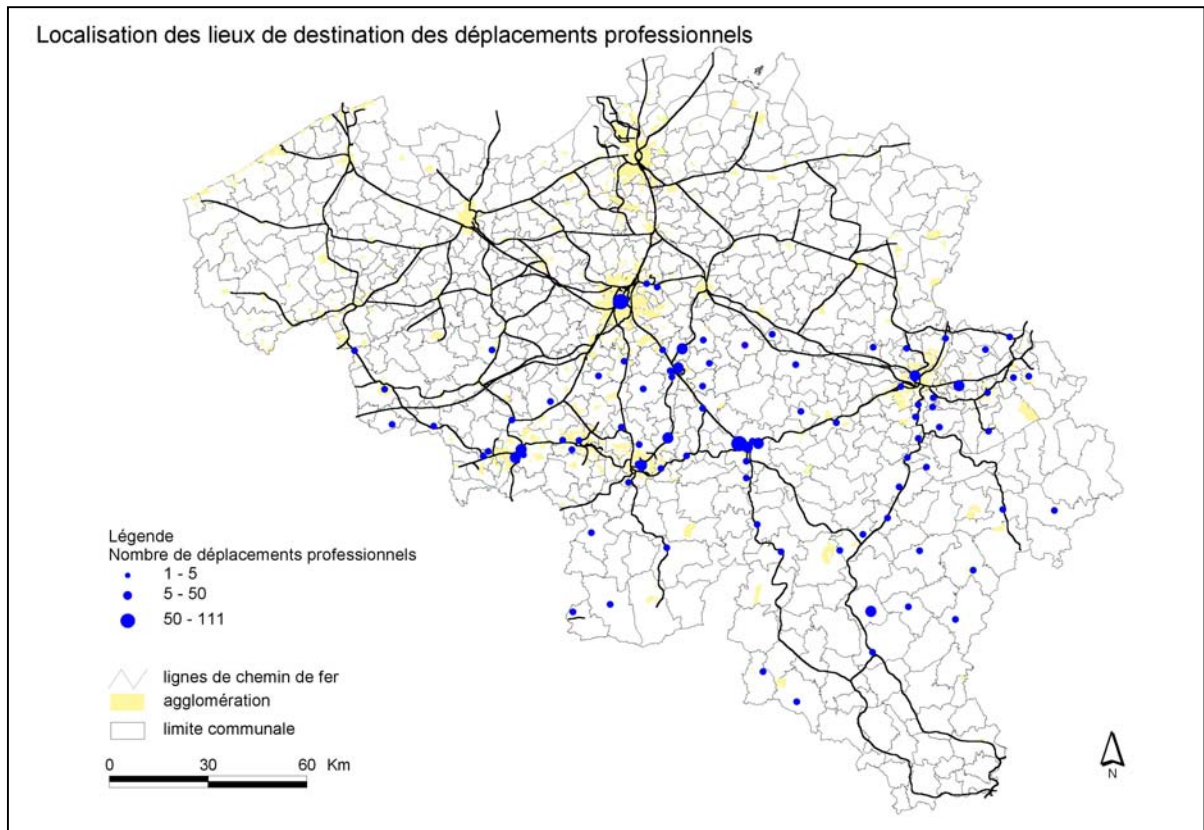 Localisation des lieux de destination des déplacements professionnels
Légende
Nombre de déplacements professionnels
1 - 5
5 - 50
50 - 111
lignes de chemin de fer
agglomération
limite communale
0 30 60 Km
N